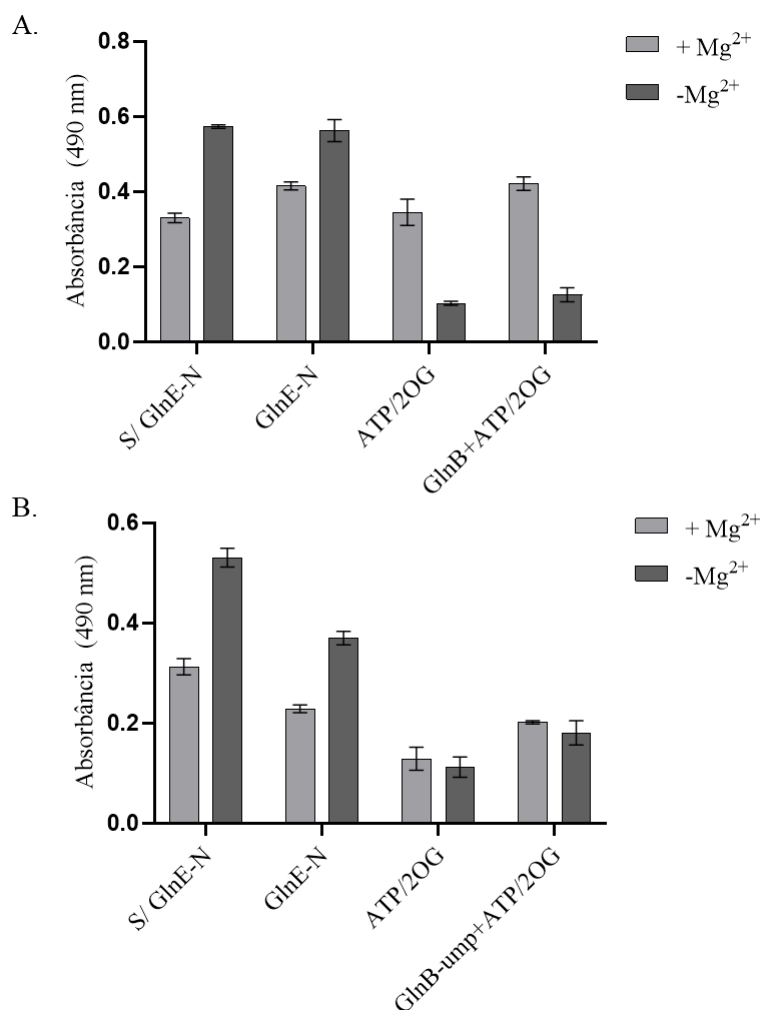 A.
Absorbância (490 nm)
0.8
0.6
0.4
0.2
0.0
S/ GlnE-N
GlnE-N
ATP/2OG
GlnB+ATP/2OG
+ Mg²⁺
-Mg²⁺
B.
Absorbância (490 nm)
0.6
0.4
0.2
0.0
S/ GlnE-N
GlnE-N
ATP/2OG
GlnB-ump+ATP/2OG
+ Mg²⁺
-Mg²⁺